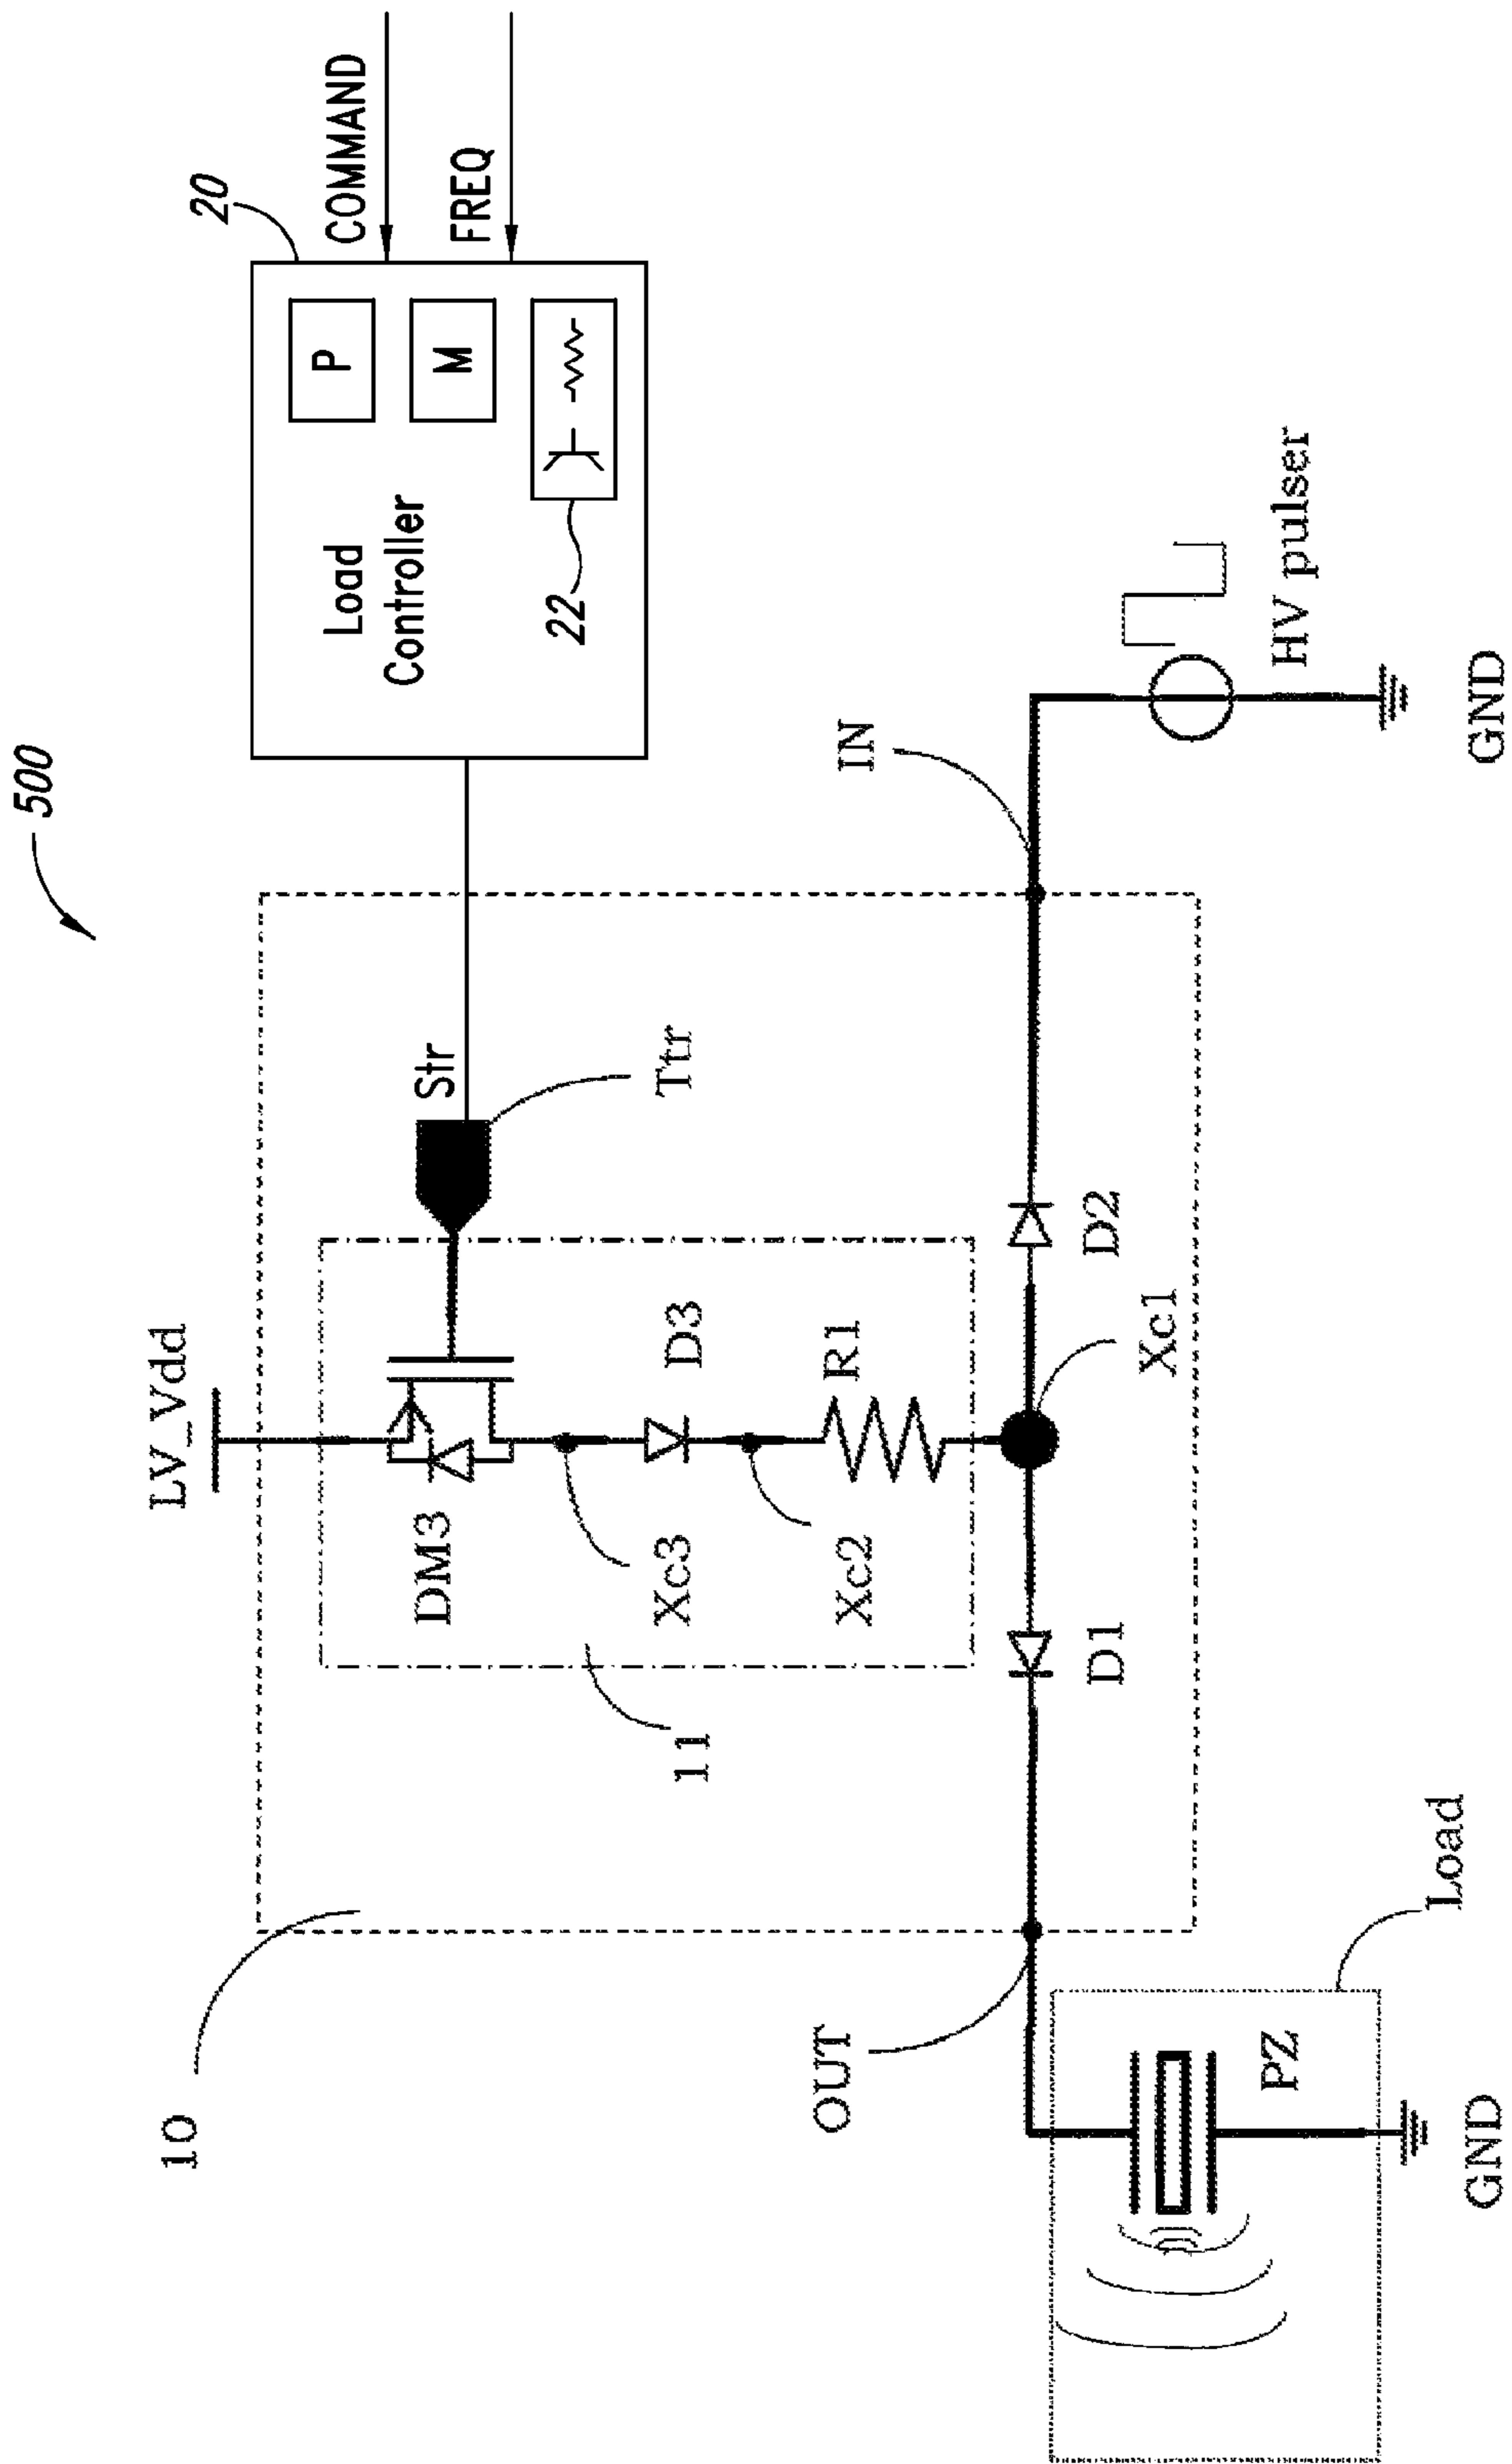 500
20
COMMAND
FREQ
P
M
Load
Controller
22
LV_Vdd
Str
Ttr
DM3
Xc3
D3
Xc2
R1
11
10
IN
D2
Xc1
D1
OUT
HV pulser
GND
PZ
Load
GND